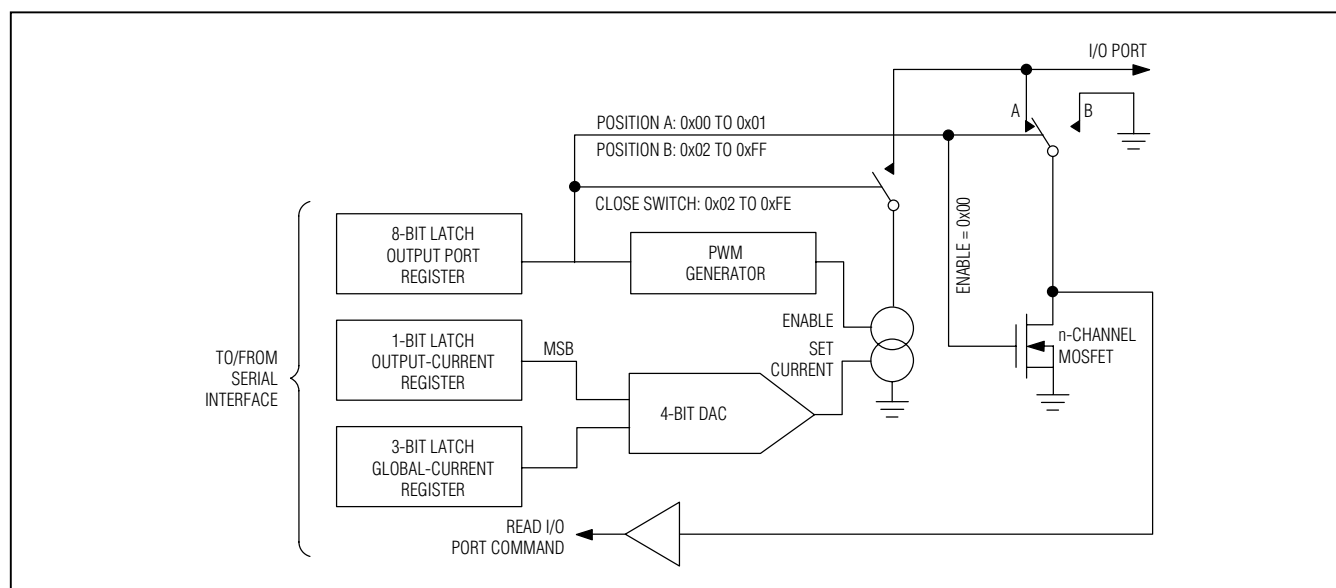 I/O PORT
A
B
POSITION A: 0x00 TO 0x01
POSITION B: 0x02 TO 0xFF
CLOSE SWITCH: 0x02 TO 0xFE
ENABLE = 0x00
8-BIT LATCH
OUTPUT PORT
REGISTER
PWM
GENERATOR
ENABLE
SET
CURRENT
n-CHANNEL
MOSFET
TO/FROM
SERIAL
INTERFACE
1-BIT LATCH
OUTPUT-CURRENT
REGISTER
MSB
4-BIT DAC
3-BIT LATCH
GLOBAL-CURRENT
REGISTER
READ I/O
PORT COMMAND